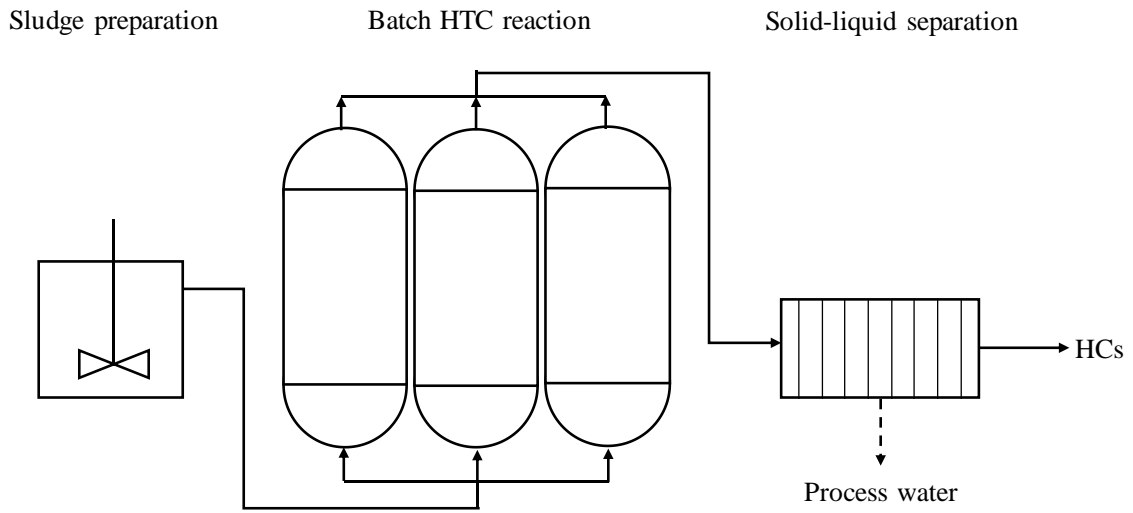 Sludge preparation
Batch HTC reaction
Solid-liquid separation
HCs
Process water